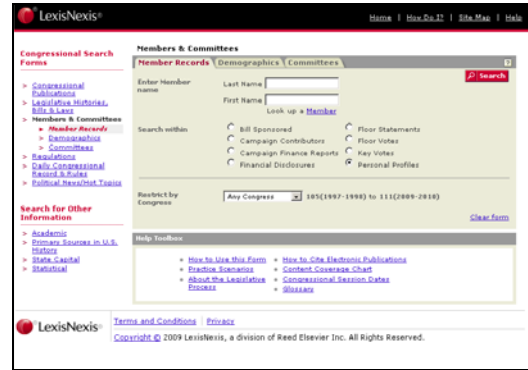 LexisNexis®
Home | How Do I? | Site Map | Help
Congressional Search Forms
> Congressional Publications
> Legislative Histories, Bills & Laws
> Members & Committees
> Member Records
> Demographics
> Committees
> Regulations
> Daily Congressional Record & Rules
> Political News/Hot Topics
Search for Other Information
> Academic
> Primary Sources in U.S. History
> State Capital
> Statistical
Members & Committees
Member Records Demographics Committees ?
Search
Enter Member name
Last Name
First Name
Look up a Member
Search within
Bill Sponsored
Campaign Contributors
Campaign Finance Reports
Financial Disclosures
Floor Statements
Floor Votes
Key Votes
Personal Profiles
Restrict by Congress
Any Congress 105(1997-1998) to 111(2009-2010)
Clear form
Help Toolbox
How to Use this Form
Practice Scenarios
About the Legislative Process
How to Cite Electronic Publications
Content Coverage Chart
Congressional Session Dates
Glossary
LexisNexis®
Terms and Conditions | Privacy
Copyright © 2009 LexisNexis, a division of Reed Elsevier Inc. All Rights Reserved.